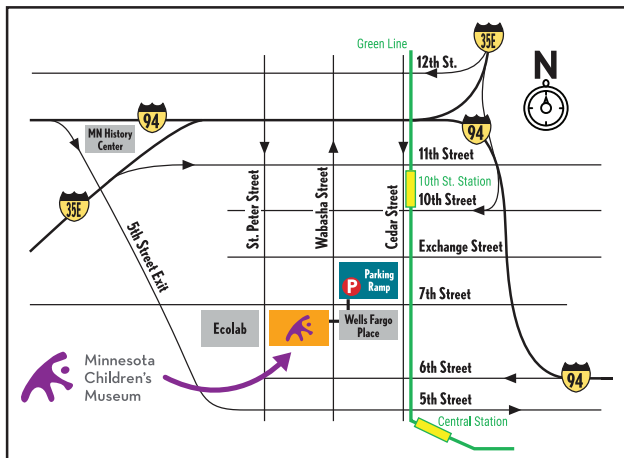 Green Line
35E
12th St.
N
94
MN History
Center
94
11th Street
10th St. Station
35E
10th Street
St. Peter Street
Wabasha Street
Cedar Street
5th Street Exit
Exchange Street
P
Parking
Ramp
7th Street
Ecolab
Wells Fargo
Place
Minnesota
Children's
Museum
6th Street
94
5th Street
Central Station